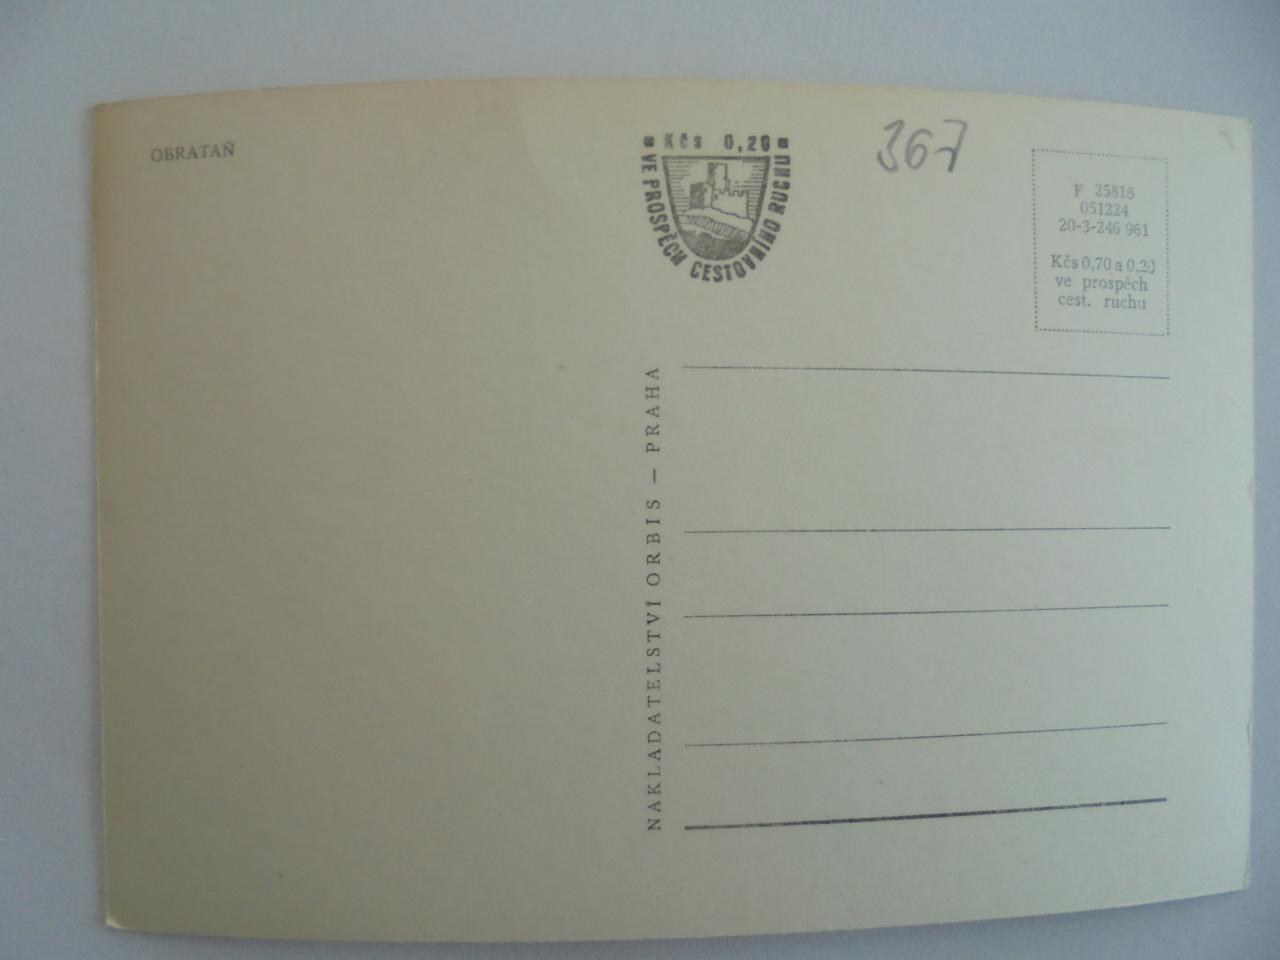 OBRATAŇ
Kčs 0,20
VE PROSPĚCH CESTOVNÍHO RUCHU
367
F 25818
051224
20-3-246 961
Kčs 0,70 a 0,20
ve prospěch
cest. ruchu
NAKLADATELSTVÍ ORBIS — PRAHA